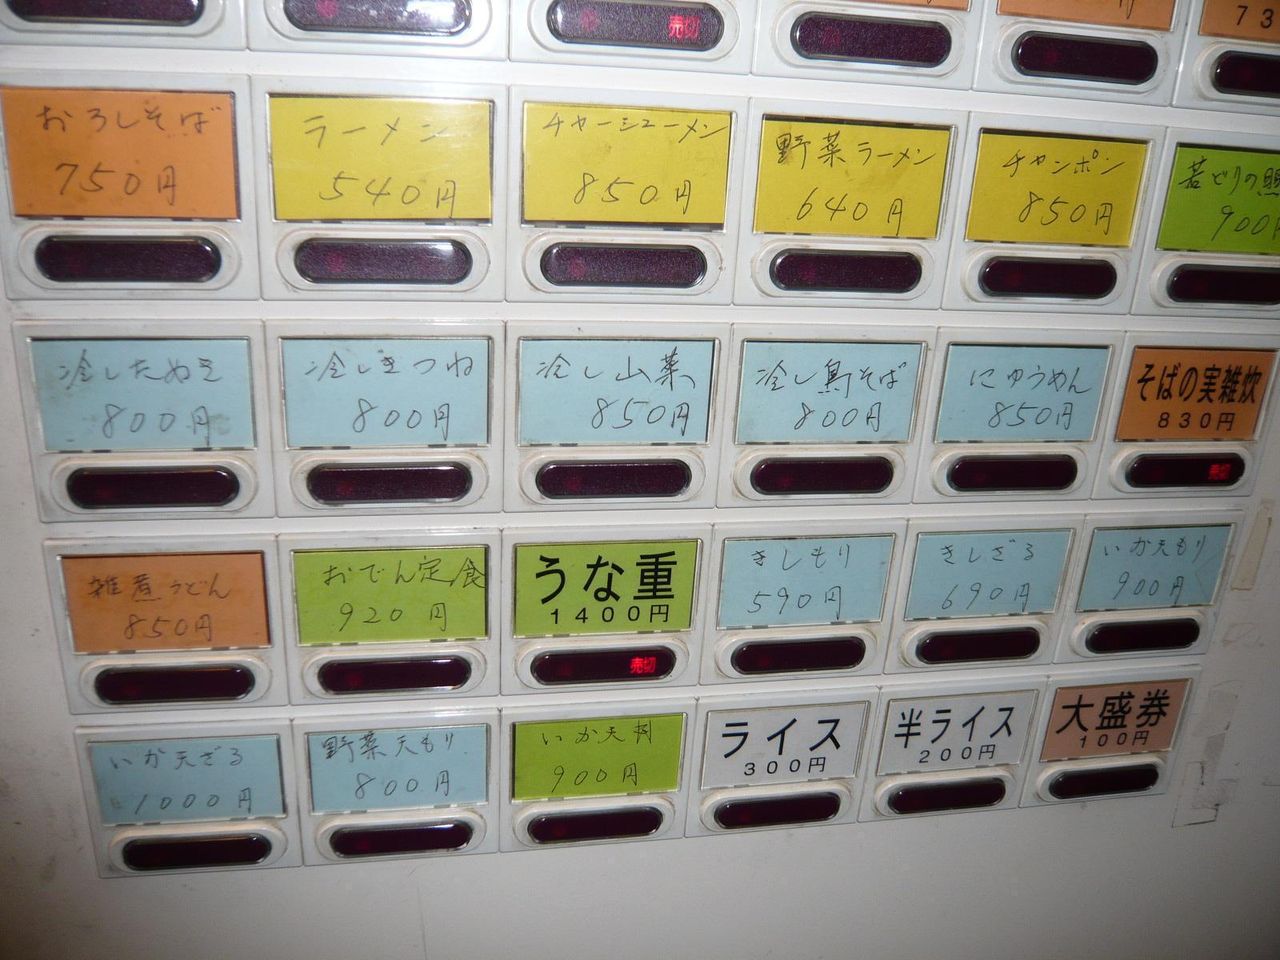 売切
円
73
おろしそば
750円
ラーメン
540円
チャーシューメン
850円
野菜ラーメン
640円
チャンポン
850円
若どりの照
900円
冷したぬき
800円
冷しきつね
800円
冷し山菜
850円
冷し鳥そば
800円
にゅうめん
850円
そばの実雑炊
830円
売切
雑煮うどん
850円
おでん定食
920円
うな重
1400円
売切
きしもり
590円
きしざる
690円
いか天もり
900円
いか天ざる
1000円
野菜天もり
800円
いか天丼
900円
ライス
300円
半ライス
200円
大盛券
100円